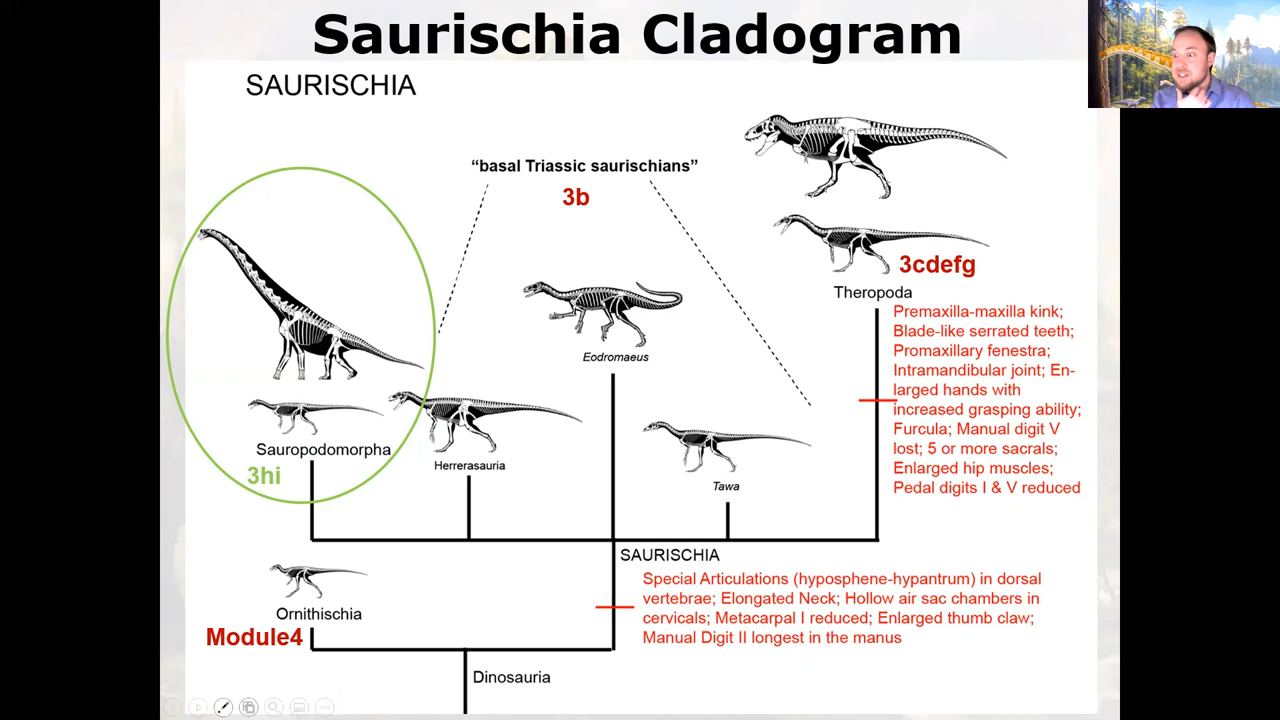 Saurischia Cladogram
SAURISCHIA
“basal Triassic saurischians”
3b
3cdefg
Theropoda
Premaxilla-maxilla kink;
Blade-like serrated teeth;
Promaxillary fenestra;
Intramandibular joint; En-
larged hands with
increased grasping ability;
Furcula; Manual digit V
lost; 5 or more sacrals;
Enlarged hip muscles;
Pedal digits I & V reduced
Eodromaeus
Sauropodomorpha
3hi
Herrerasauria
Tawa
SAURISCHIA
Special Articulations (hyposphene-hypantrum) in dorsal
vertebrae; Elongated Neck; Hollow air sac chambers in
cervicals; Metacarpal I reduced; Enlarged thumb claw;
Manual Digit II longest in the manus
Ornithischia
Module4
Dinosauria